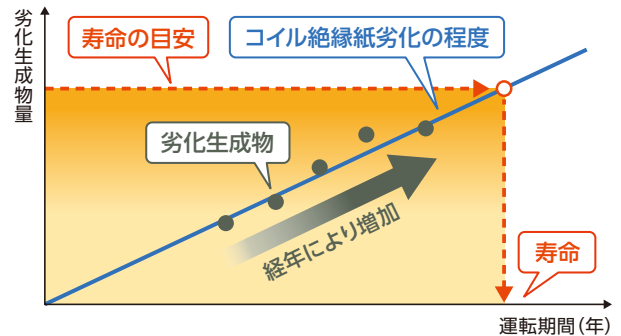 劣化生成物量
寿命の目安
コイル絶縁紙劣化の程度
劣化生成物
経年により増加
寿命
運転期間(年)